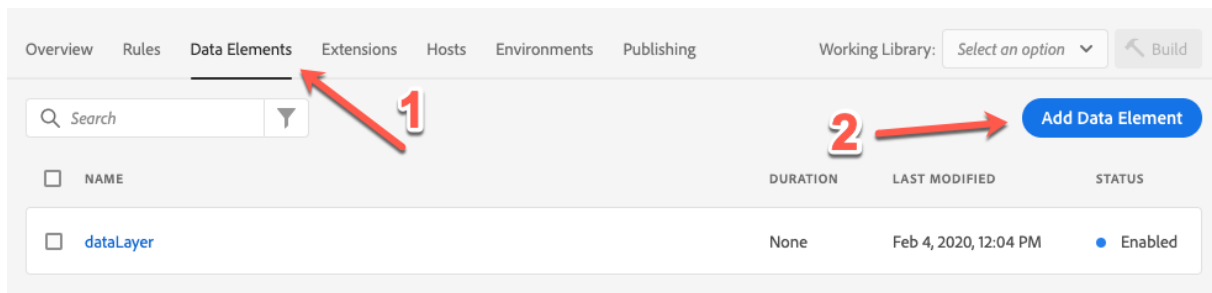 Overview Rules Data Elements Extensions Hosts Environments Publishing Working Library: Select an option Build
1
Search
2
Add Data Element
NAME DURATION LAST MODIFIED STATUS
dataLayer None Feb 4, 2020, 12:04 PM Enabled